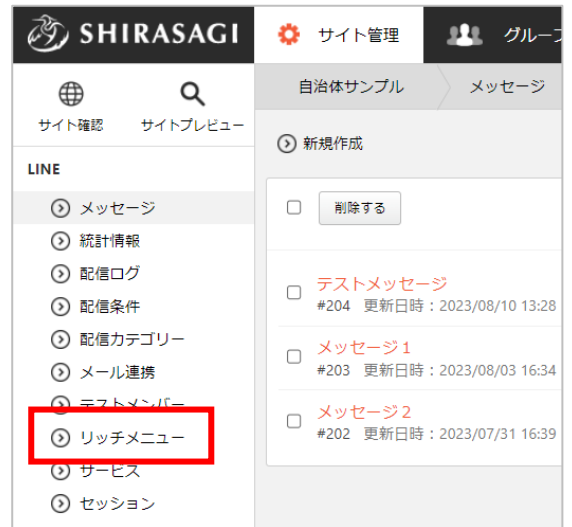 SHIRASAGI
サイト管理
グルー
サイト確認
サイトプレビュー
自治体サンプル
メッセージ
新規作成
LINE
メッセージ
統計情報
配信ログ
配信条件
配信カテゴリー
メール連携
テストメンバー
リッチメニュー
サービス
セッション
削除する
テストメッセージ
#204 更新日時：2023/08/10 13:28
メッセージ１
#203 更新日時：2023/08/03 16:34
メッセージ２
#202 更新日時：2023/07/31 16:39